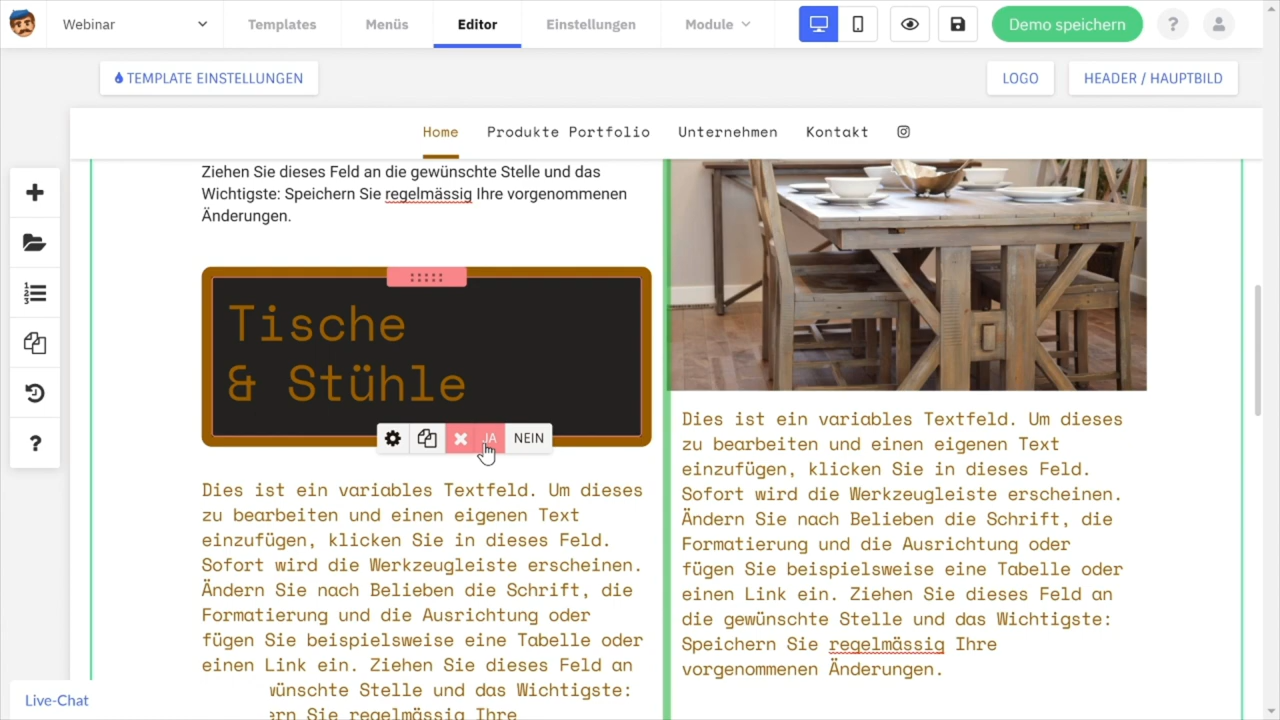 Webinar
Templates
Menüs
Editor
Einstellungen
Module
Demo speichern
?
TEMPLATE EINSTELLUNGEN
LOGO
HEADER / HAUPTBILD
Home
Produkte Portfolio
Unternehmen
Kontakt
Ziehen Sie dieses Feld an die gewünschte Stelle und das
Wichtigste: Speichern Sie regelmässig Ihre vorgenommenen
Änderungen.
Tische
& Stühle
JA
NEIN
Dies ist ein variables Textfeld. Um dieses
zu bearbeiten und einen eigenen Text
einzufügen, klicken Sie in dieses Feld.
Sofort wird die Werkzeugleiste erscheinen.
Ändern Sie nach Belieben die Schrift, die
Formatierung und die Ausrichtung oder
fügen Sie beispielsweise eine Tabelle oder
einen Link ein. Ziehen Sie dieses Feld an
wünschte Stelle und das Wichtigste:
Sie regelmässig Ihre
Dies ist ein variables Textfeld. Um dieses
zu bearbeiten und einen eigenen Text
einzufügen, klicken Sie in dieses Feld.
Sofort wird die Werkzeugleiste erscheinen.
Ändern Sie nach Belieben die Schrift, die
Formatierung und die Ausrichtung oder
fügen Sie beispielsweise eine Tabelle oder
einen Link ein. Ziehen Sie dieses Feld an
die gewünschte Stelle und das Wichtigste:
Speichern Sie regelmässig Ihre
vorgenommenen Änderungen.
?
Live-Chat